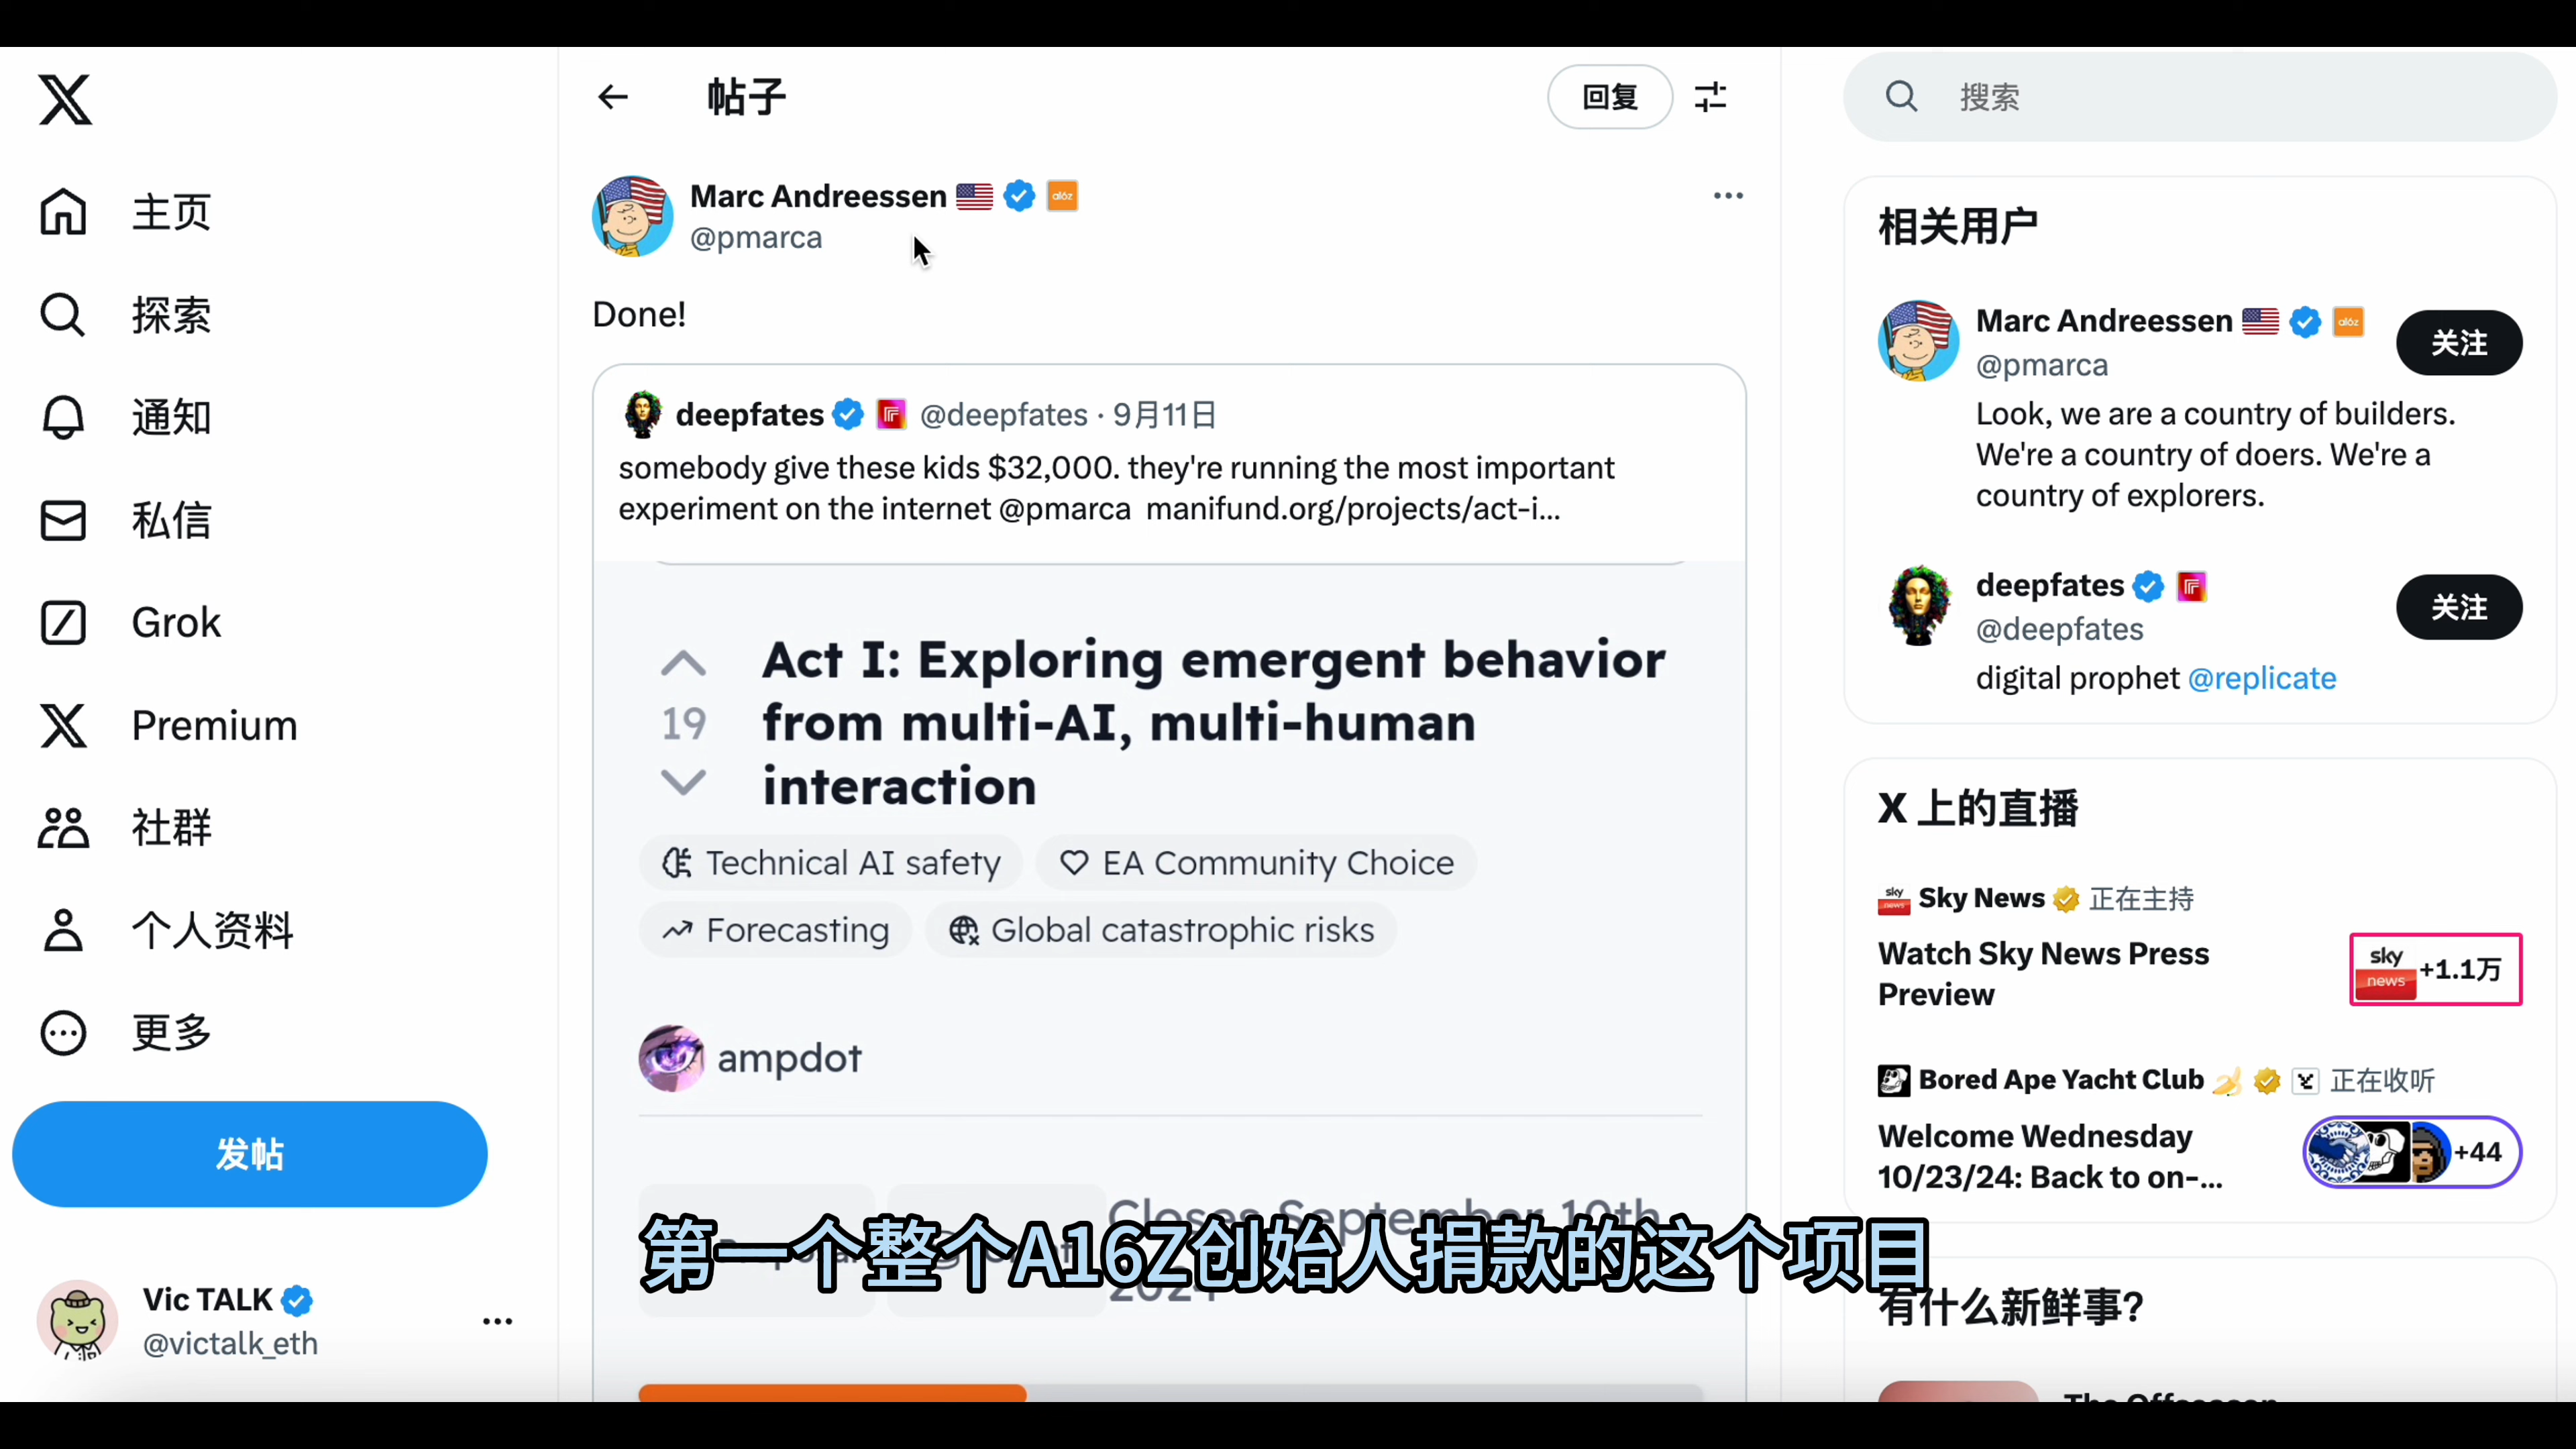 帖子
回复
搜索
主页
探索
通知
私信
Grok
Premium
社群
个人资料
更多
发帖
Vic TALK
@victalk_eth
Marc Andreessen
a16z
@pmarca
Done!
deepfates @deepfates · 9月11日
somebody give these kids $32,000. they're running the most important
experiment on the internet @pmarca manifund.org/projects/act-i...
Act I: Exploring emergent behavior
from multi-AI, multi-human
interaction
19
Technical AI safety
EA Community Choice
Forecasting
Global catastrophic risks
ampdot
Closes September 10th
第一个整个A16Z创始人捐款的这个项目
相关用户
Marc Andreessen
a16z
关注
@pmarca
Look, we are a country of builders.
We're a country of doers. We're a
country of explorers.
deepfates
关注
@deepfates
digital prophet @replicate
X 上的直播
sky news
Sky News 正在主持
Watch Sky News Press
Preview
sky
news
+1.1万
Bored Ape Yacht Club 正在收听
Welcome Wednesday
10/23/24: Back to on-...
+44
有什么新鲜事?